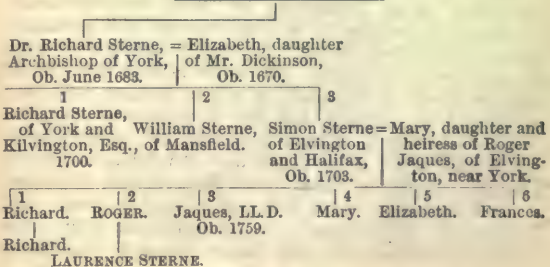 Dr. Richard Sterne, = Elizabeth, daughter
Archbishop of York, of Mr. Dickinson,
Ob. June 1683. Ob. 1670.
1 2 3
Richard Sterne,
of York and William Sterne, Simon Sterne = Mary, daughter and
Kilvington, Esq., of Mansfield. of Elvington heiress of Roger
1700. and Halifax, Jaques, of Elving-
Ob. 1703. ton, near York.
1 2 3 4 5 6
Richard. ROGER. Jaques, LL.D. Mary. Elizabeth. Frances.
Ob. 1759.
Richard.
LAURENCE STERNE.